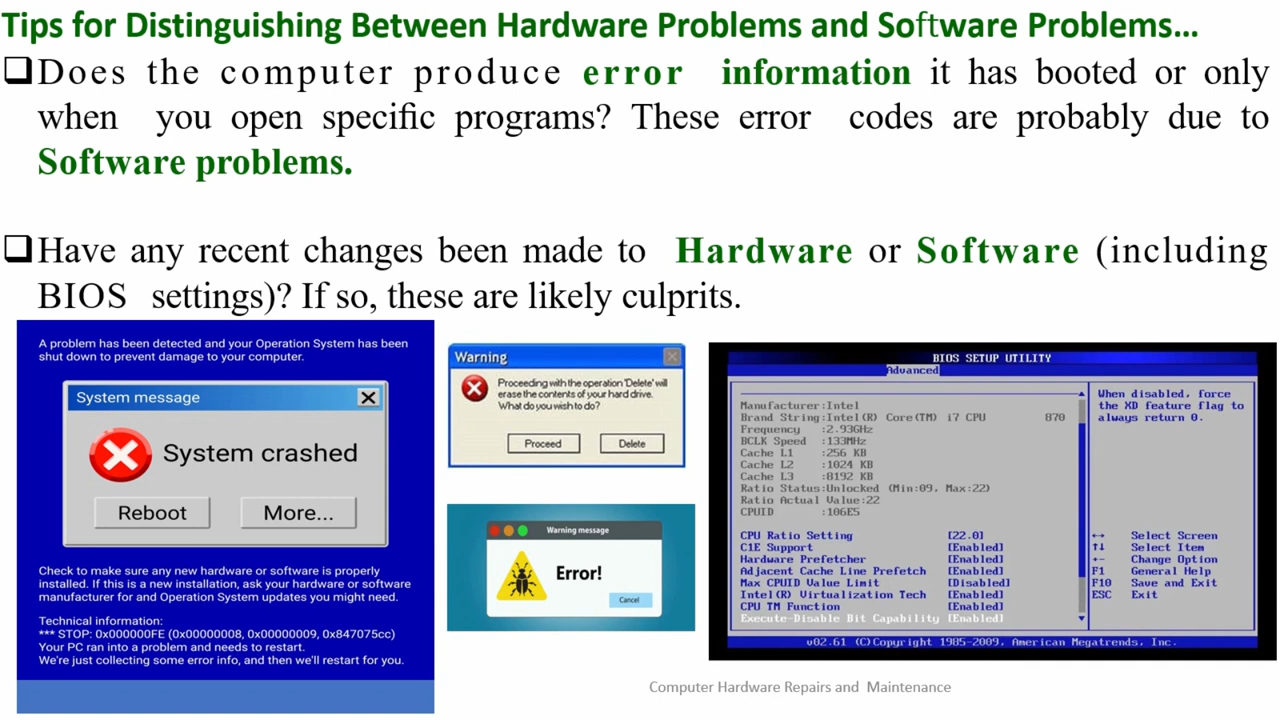 Tips for Distinguishing Between Hardware Problems and Software Problems...
Does the computer produce error information it has booted or only
when you open specific programs? These error codes are probably due to
Software problems.
Have any recent changes been made to Hardware or Software (including
BIOS settings)? If so, these are likely culprits.
A problem has been detected and your Operation System has been
shut down to prevent damage to your computer.
System message
System crashed
Reboot
More...
Check to make sure any new hardware or software is properly
installed. If this is a new installation, ask your hardware or software
manufacturer for and Operation System updates you might need.
Technical information:
*** STOP: 0x000000FE (0x00000008, 0x00000009, 0x847075cc)
Your PC ran into a problem and needs to restart.
We're just collecting some error info, and then we'll restart for you.
Warning
Proceeding with the operation 'Delete' will
erase the contents of your hard drive.
What do you wish to do?
Proceed
Delete
Warning message
Error!
Cancel
BIOS SETUP UTILITY
Advanced
Manufacturer:Intel
Brand String:Intel(R) Core(TM) i7 CPU 870
Frequency :2.93GHz
BCLK Speed :133MHz
Cache L1 :256 KB
Cache L2 :1024 KB
Cache L3 :8192 KB
Ratio Status:Unlocked (Min:09, Max:22)
Ratio Actual Value:22
CPUID :106E5
CPU Ratio Setting [22.0]
C1E Support [Enabled]
Hardware Prefetcher [Enabled]
Adjacent Cache Line Prefetch [Enabled]
Max CPUID Value Limit [Disabled]
Intel(R) Virtualization Tech [Enabled]
CPU TM Function [Enabled]
Execute-Disable Bit Capability [Enabled]
When disabled, force
the XD feature flag to
always return 0.
↔ Select Screen
↑↓ Select Item
+- Change Option
F1 General Help
F10 Save and Exit
ESC Exit
v02.61 (C)Copyright 1985-2009, American Megatrends, Inc.
Computer Hardware Repairs and Maintenance